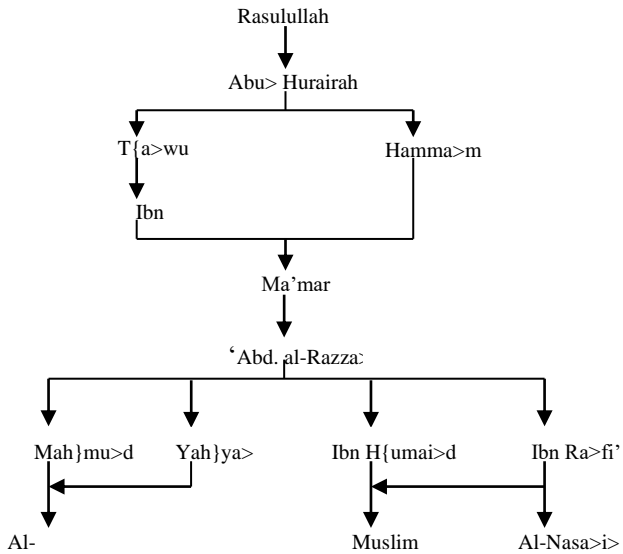 Rasulullah
Abu> Hurairah
T{a>wu Hamma>m
Ibn
Ma’mar
‘Abd. al-Razza>
Mah}mu>d Yah}ya> Ibn H{umai>d Ibn Ra>fi’
Al- Muslim Al-Nasa>i>